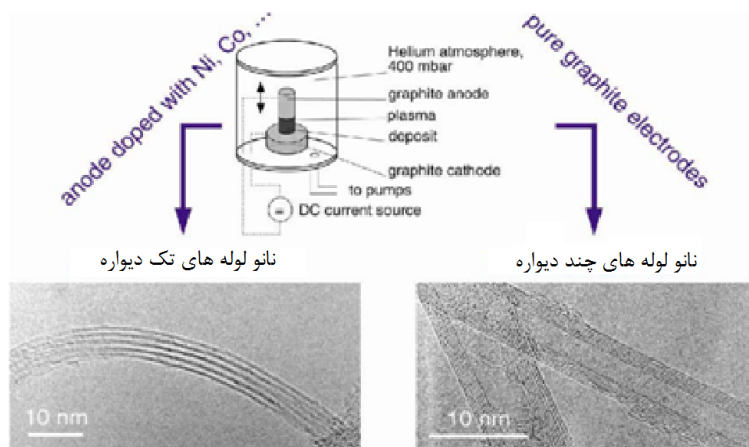 anode doped with Ni, Co, ...
Helium atmosphere,
400 mbar
graphite anode
plasma
deposit
graphite cathode
to pumps
DC current source
pure graphite electrodes
نانو لوله های تک دیواره
نانو لوله های چند دیواره
10 nm
10 nm